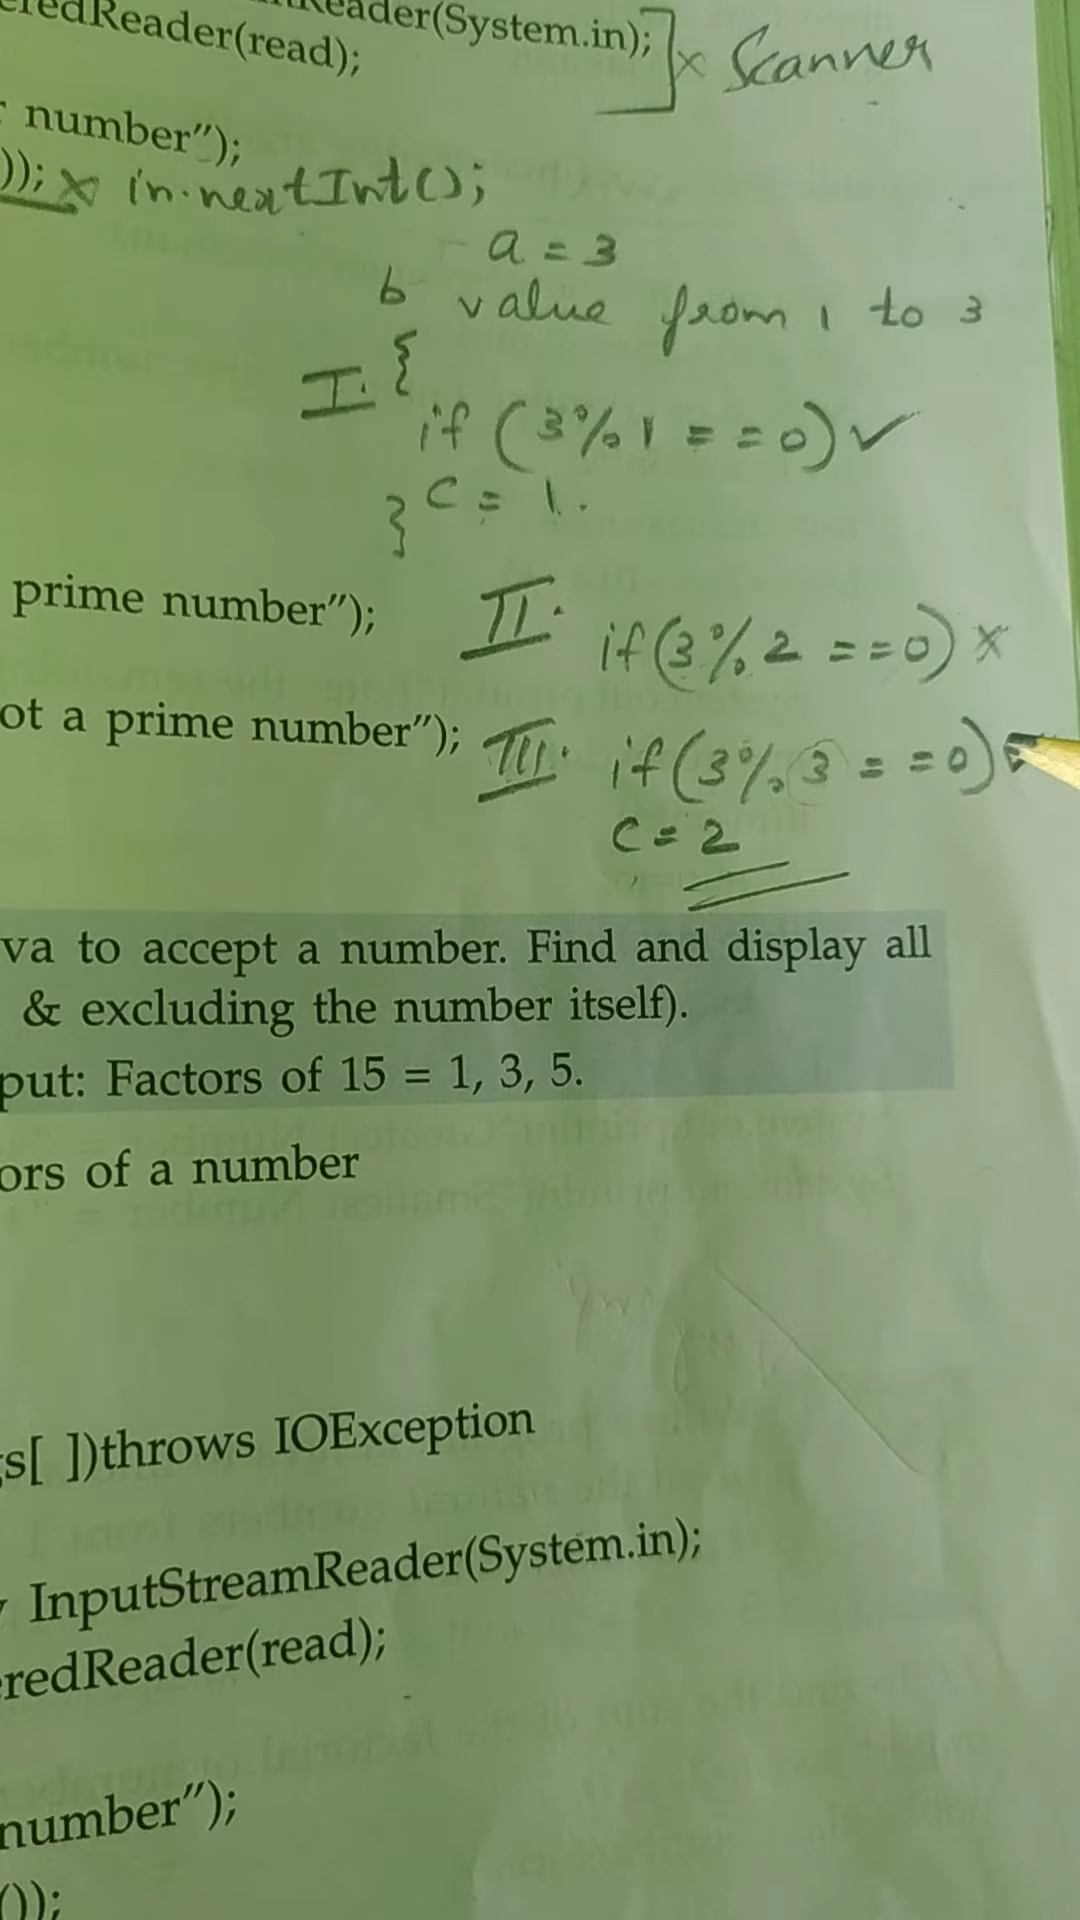 Reader(System.in);
eredReader(read);
× Scanner
number");
)); × in.nextInt();
a = 3
b value from 1 to 3
I. {
if (3%1 = =0) ✓
c = 1.
}
prime number");
II. if(3%2 ==0) ×
ot a prime number");
III. if(3%3 = =0)
c = 2
va to accept a number. Find and display all
& excluding the number itself).
put: Factors of 15 = 1, 3, 5.
ors of a number
s[ ])throws IOException
InputStreamReader(System.in);
redReader(read);
number");
());